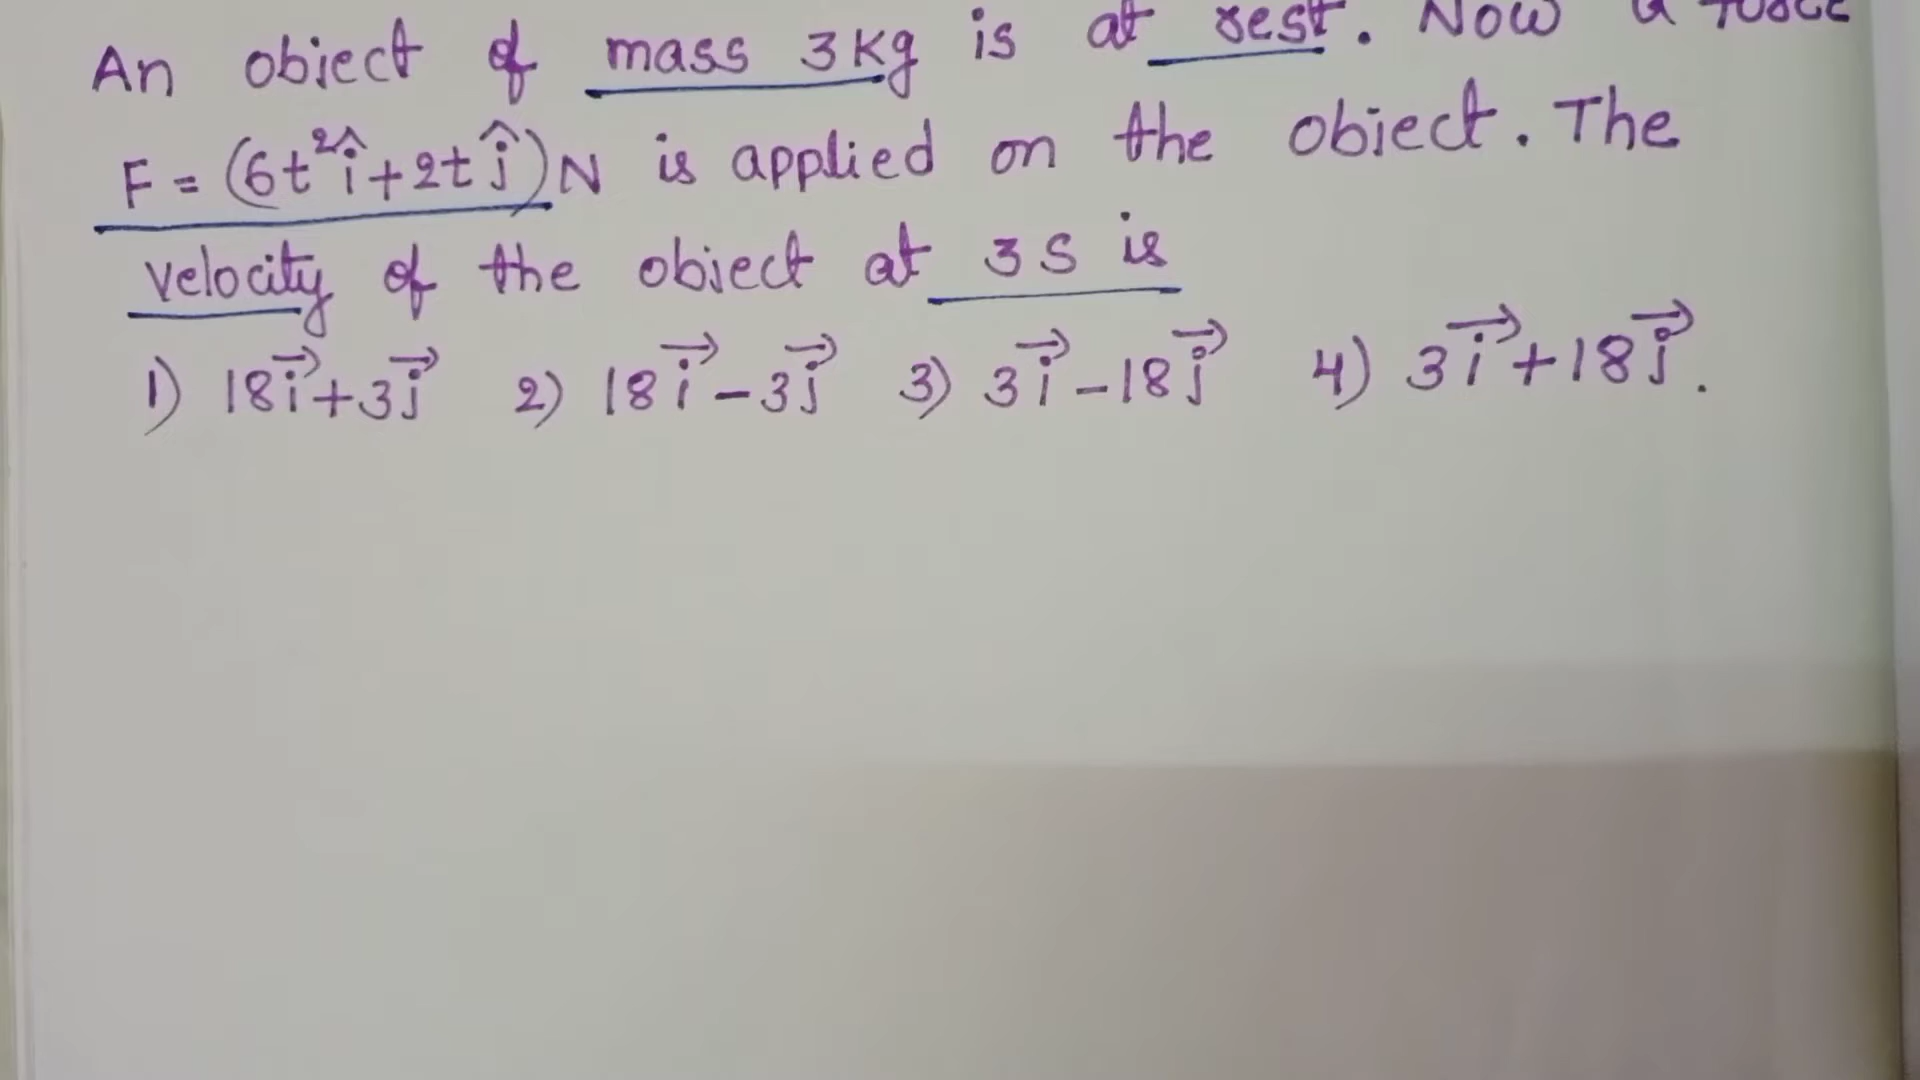 An object of mass 3Kg is at rest. Now a force
F = (6t²î+2tĵ)N is applied on the object. The
velocity of the object at 3S is
1) 18i⃗+3j⃗ 2) 18i⃗-3j⃗ 3) 3i⃗-18j⃗ 4) 3i⃗+18j⃗.